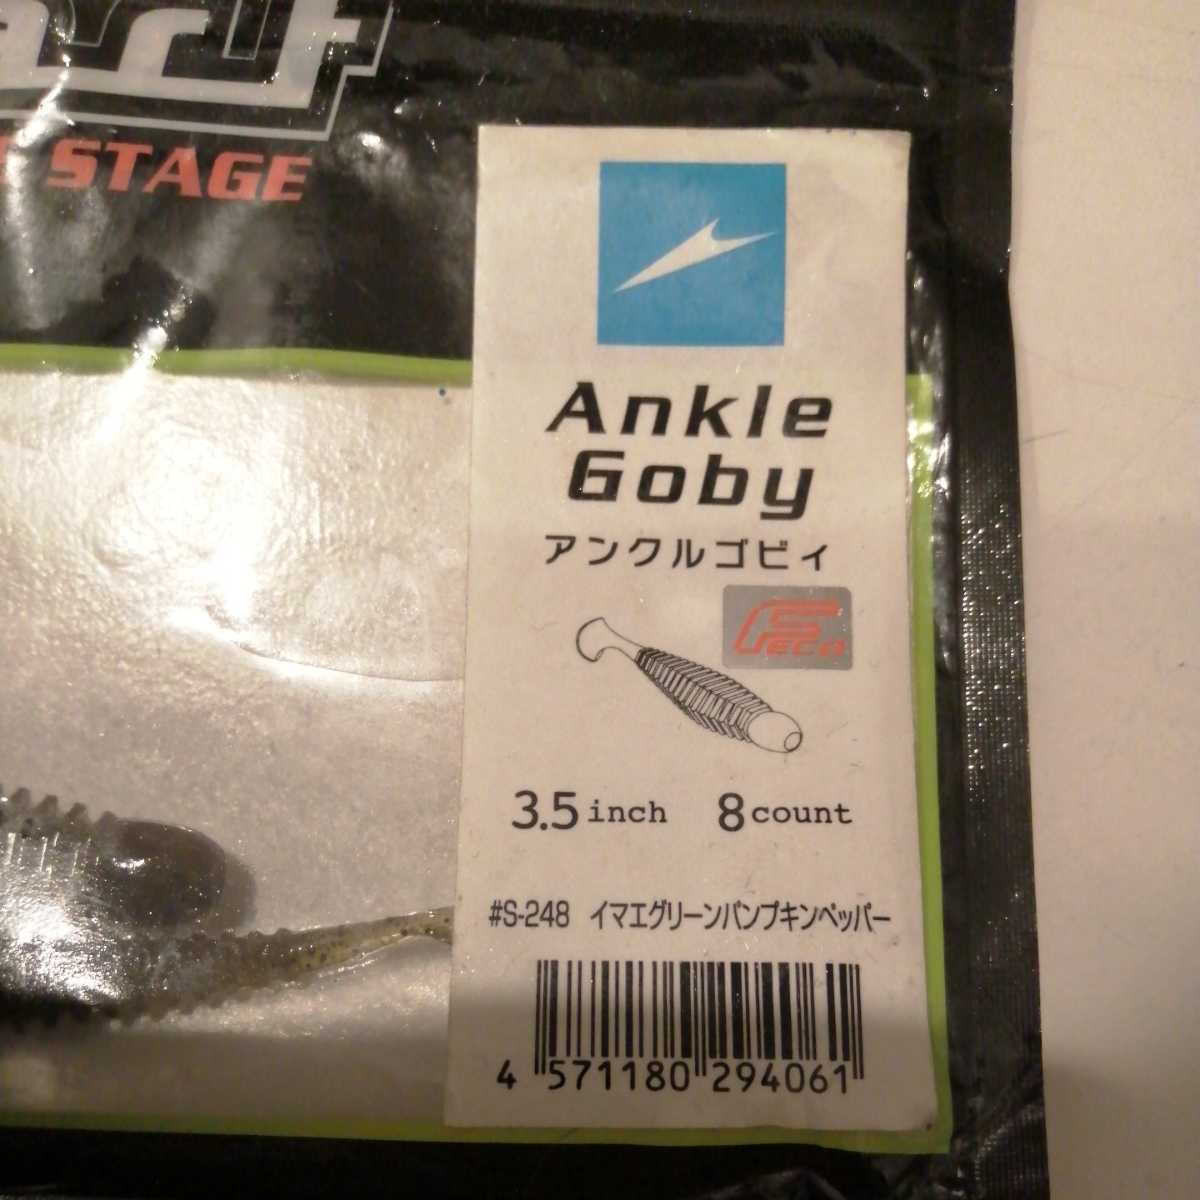 STAGE
Ankle
Goby
アンクルゴビィ
Feco
3.5 inch 8 count
#S-248 イマエグリーンパンプキンペッパー
4 571180 294061